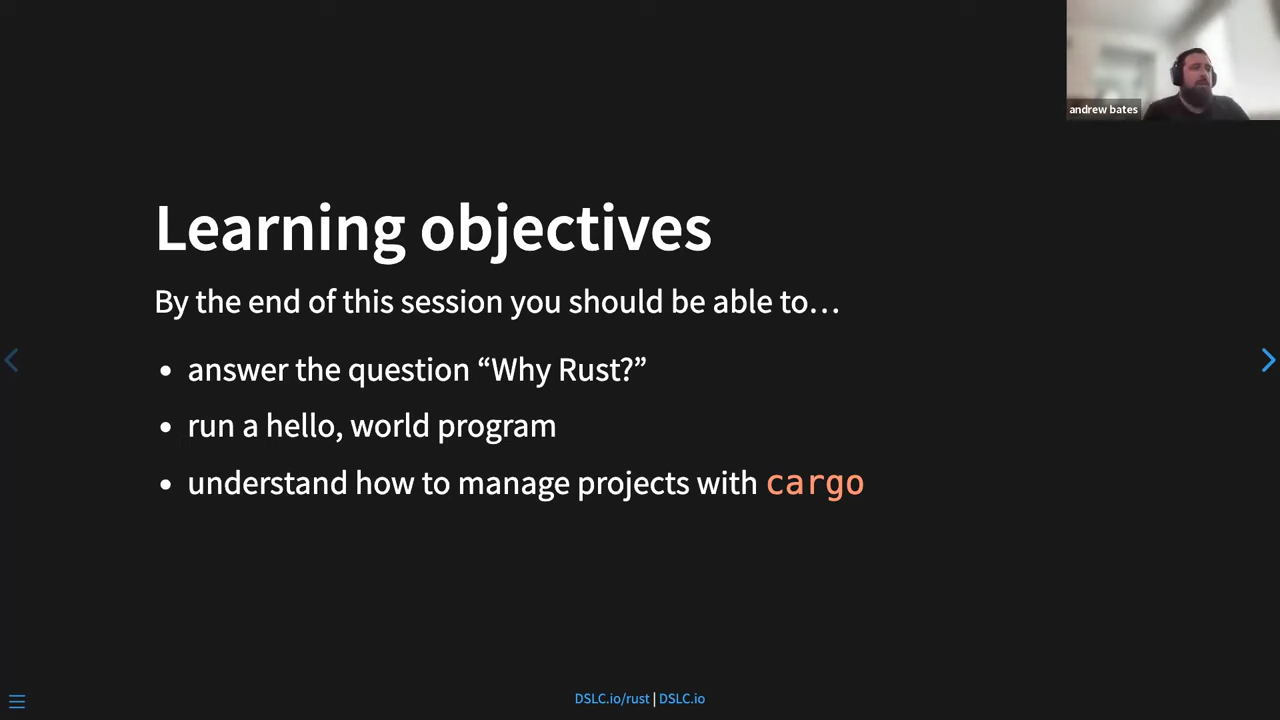 andrew bates
Learning objectives
By the end of this session you should be able to…
• answer the question “Why Rust?”
• run a hello, world program
• understand how to manage projects with cargo
DSLC.io/rust | DSLC.io